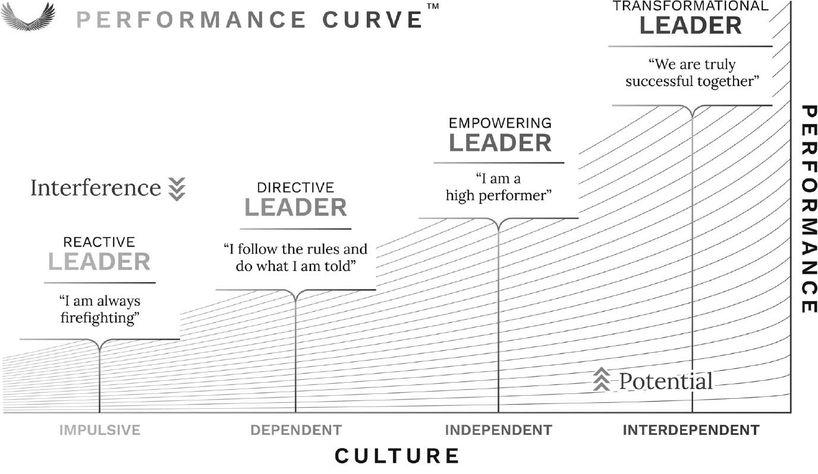 PERFORMANCE CURVE™
TRANSFORMATIONAL
LEADER
“We are truly
successful together”
EMPOWERING
LEADER
“I am a
high performer”
Interference
DIRECTIVE
LEADER
“I follow the rules and
do what I am told”
REACTIVE
LEADER
“I am always
firefighting”
PERFORMANCE
Potential
IMPULSIVE
DEPENDENT
INDEPENDENT
INTERDEPENDENT
CULTURE